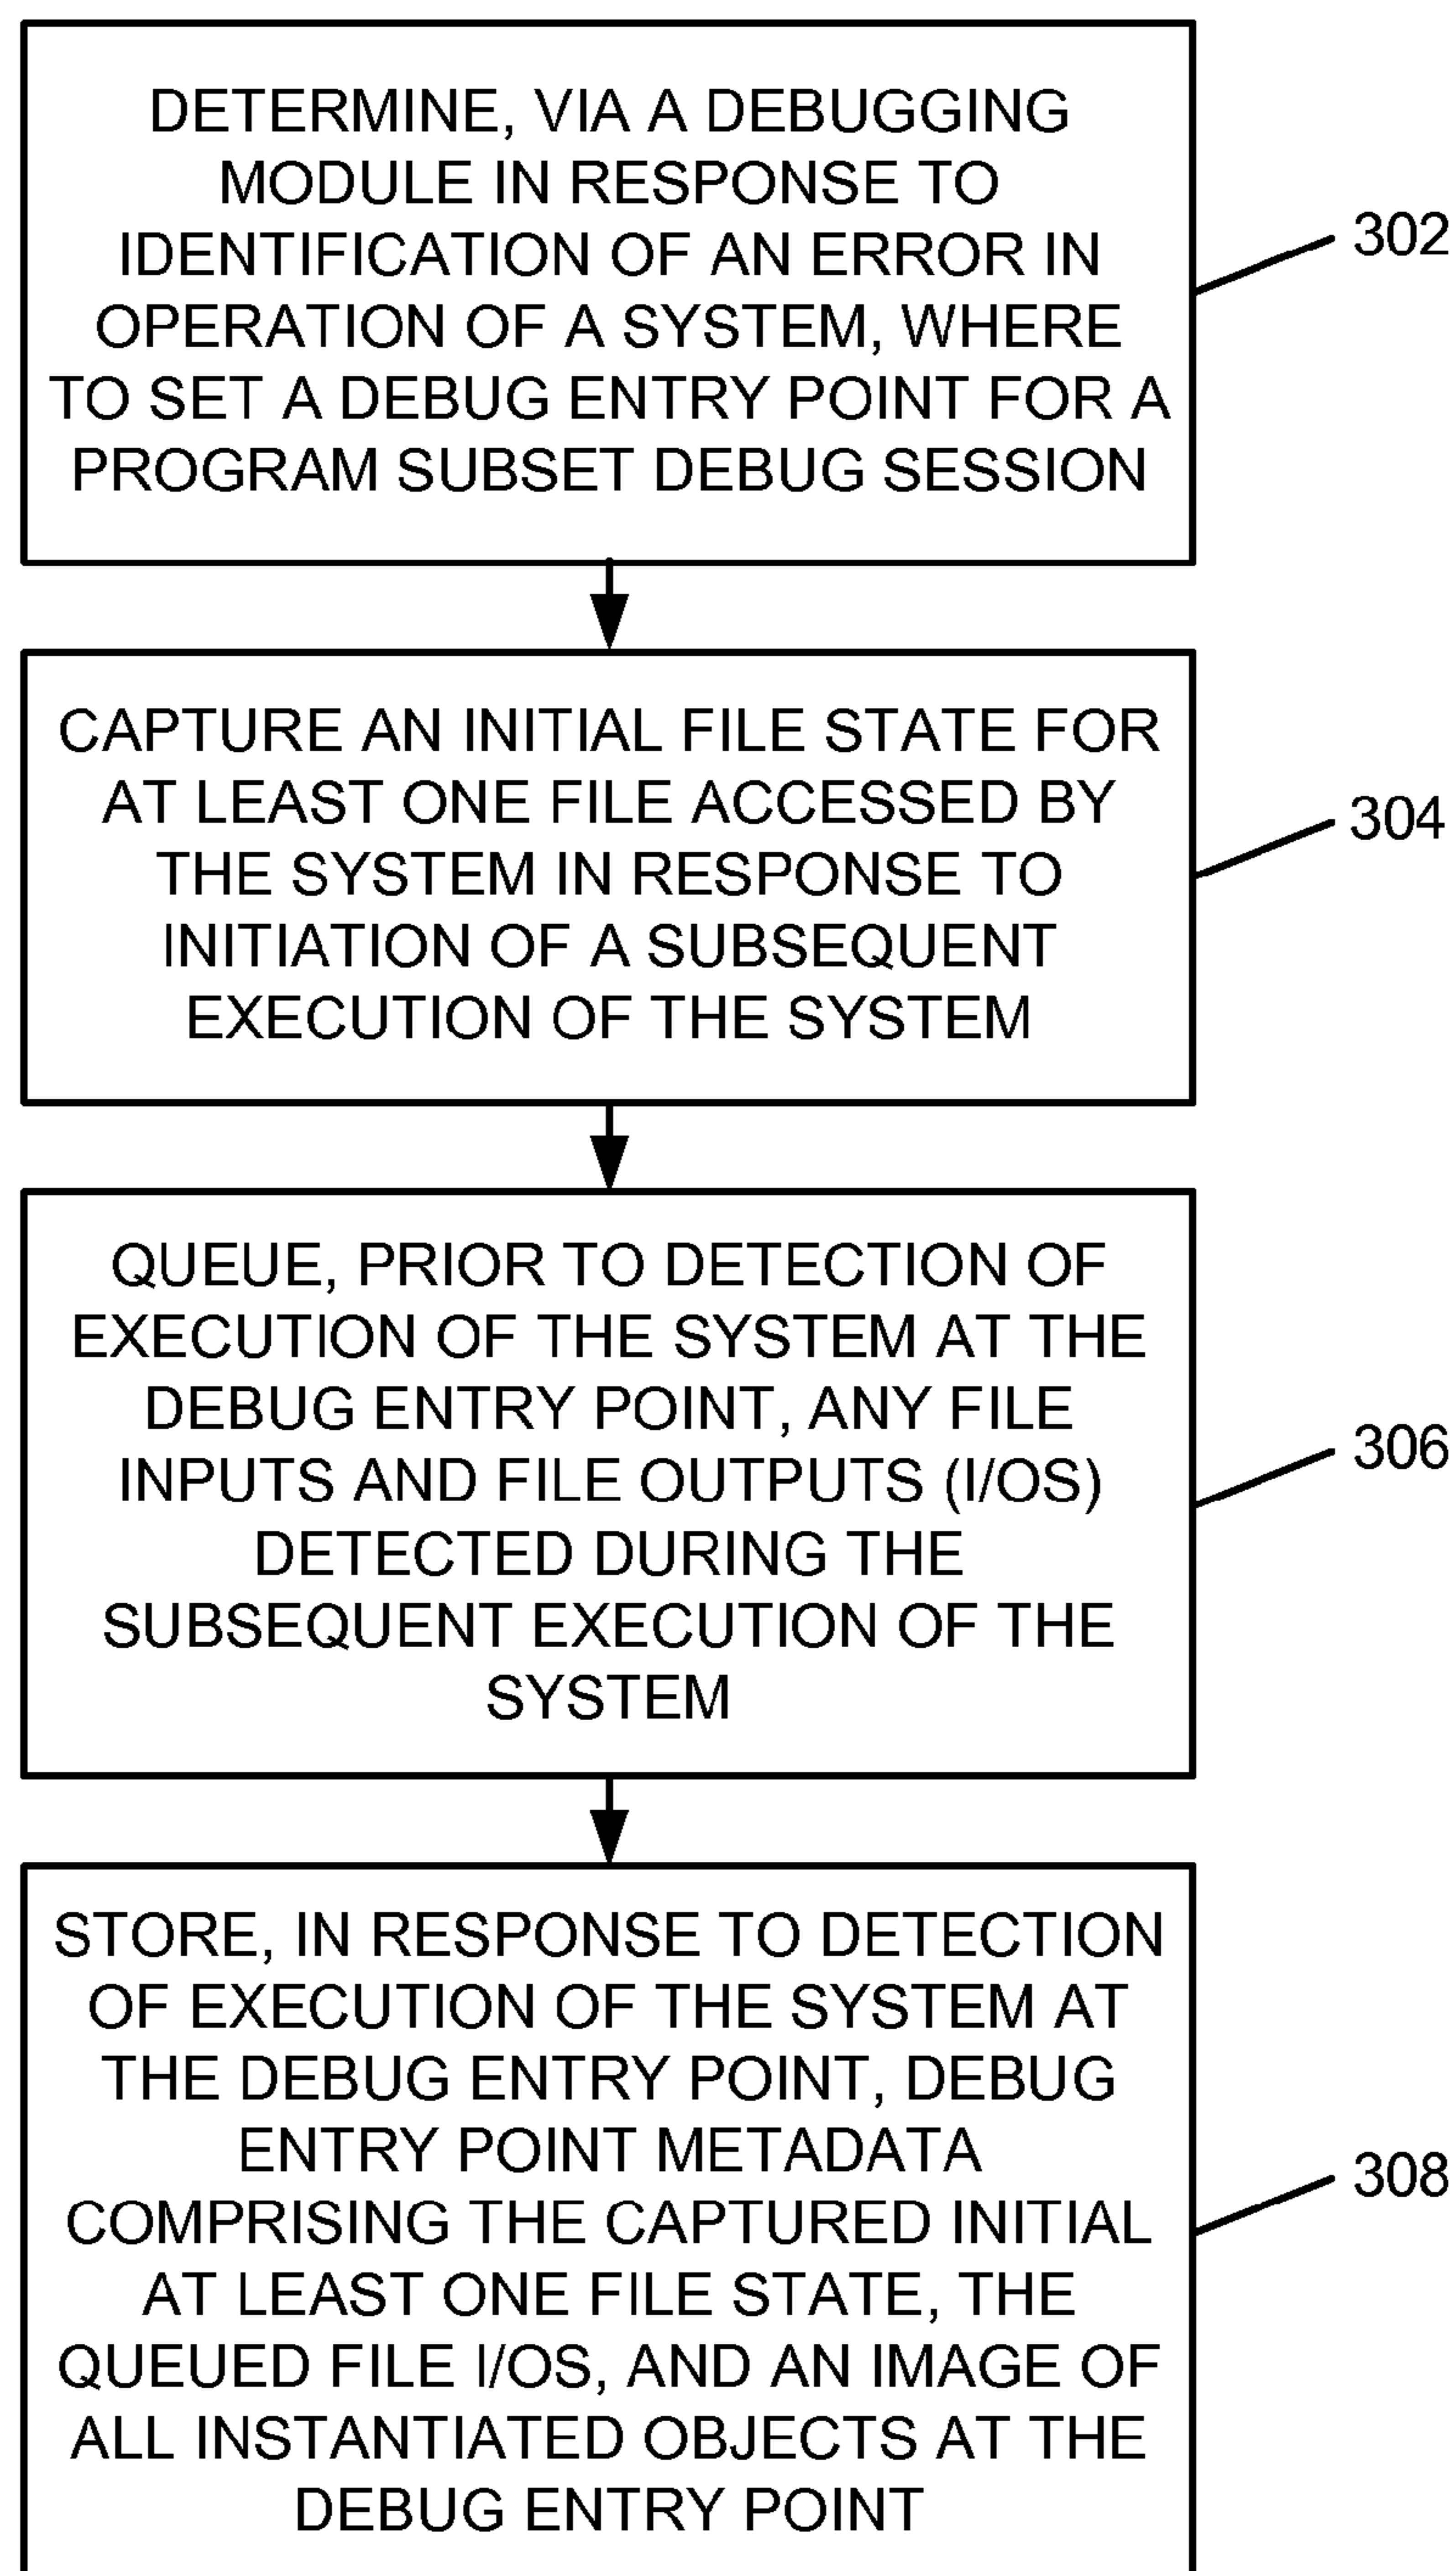 DETERMINE, VIA A DEBUGGING
MODULE IN RESPONSE TO
IDENTIFICATION OF AN ERROR IN
OPERATION OF A SYSTEM, WHERE
TO SET A DEBUG ENTRY POINT FOR A
PROGRAM SUBSET DEBUG SESSION
302
CAPTURE AN INITIAL FILE STATE FOR
AT LEAST ONE FILE ACCESSED BY
THE SYSTEM IN RESPONSE TO
INITIATION OF A SUBSEQUENT
EXECUTION OF THE SYSTEM
304
QUEUE, PRIOR TO DETECTION OF
EXECUTION OF THE SYSTEM AT THE
DEBUG ENTRY POINT, ANY FILE
INPUTS AND FILE OUTPUTS (I/OS)
DETECTED DURING THE
SUBSEQUENT EXECUTION OF THE
SYSTEM
306
STORE, IN RESPONSE TO DETECTION
OF EXECUTION OF THE SYSTEM AT
THE DEBUG ENTRY POINT, DEBUG
ENTRY POINT METADATA
COMPRISING THE CAPTURED INITIAL
AT LEAST ONE FILE STATE, THE
QUEUED FILE I/OS, AND AN IMAGE OF
ALL INSTANTIATED OBJECTS AT THE
DEBUG ENTRY POINT
308